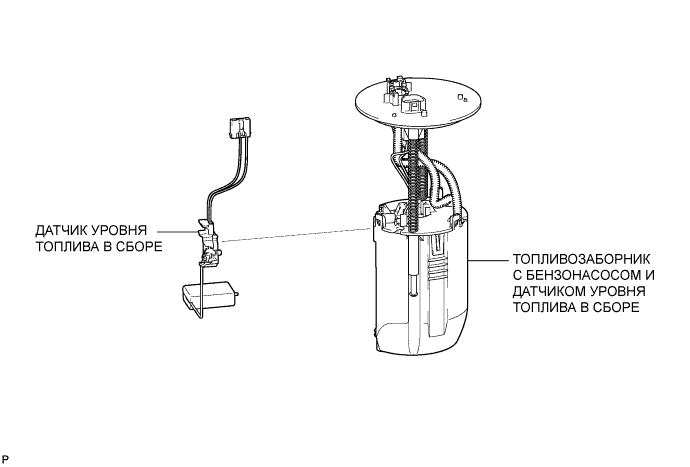 ДАТЧИК УРОВНЯ
ТОПЛИВА В СБОРЕ
ТОПЛИВОЗАБОРНИК
С БЕНЗОНАСОСОМ И
ДАТЧИКОМ УРОВНЯ
ТОПЛИВА В СБОРЕ
P